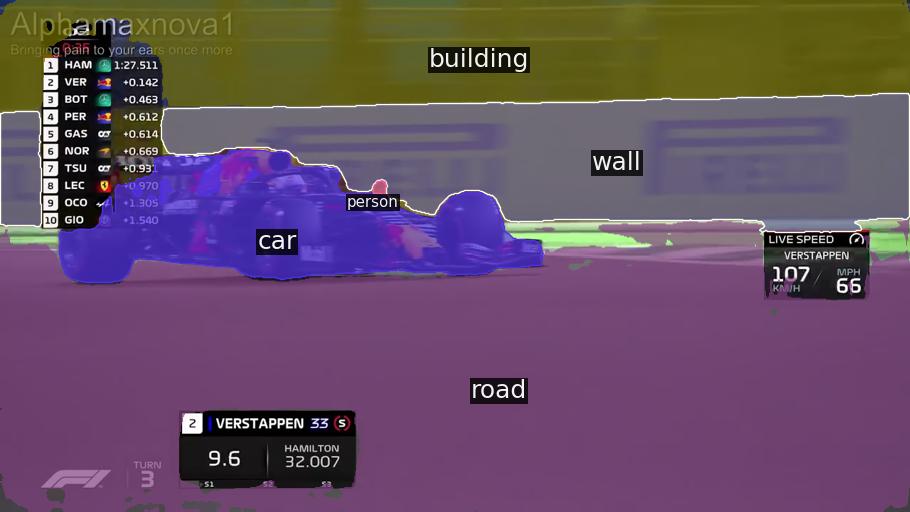 Alphamaxnova1
Bringing pain to your ears once more
0:35
1 HAM 1:27.511
2 VER +0.142
3 BOT +0.463
4 PER +0.612
5 GAS +0.614
6 NOR +0.669
7 TSU +0.931
8 LEC +0.970
9 OCO +1.305
10 GIO +1.540
building
wall
person
car
LIVE SPEED
VERSTAPPEN
107 KM/H
MPH 66
road
2 VERSTAPPEN 33 S
9.6
HAMILTON
32.007
S1 S2 S3
F1
TURN
3